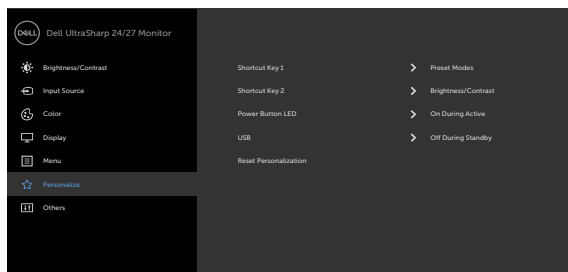 DELL Dell UltraSharp 24/27 Monitor
Brightness/Contrast Shortcut Key 1 Preset Modes
Input Source Shortcut Key 2 Brightness/Contrast
Color Power Button LED On During Active
Display USB Off During Standby
Menu Reset Personalization
Personalize
Others